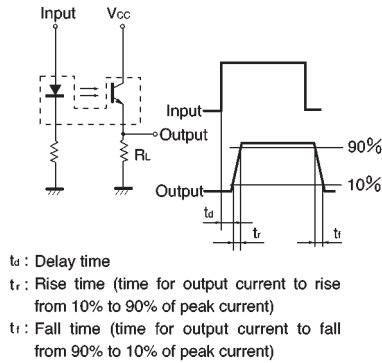 Input
Vcc
Input
Output
RL
90%
10%
Output
td
tr
tf
td : Delay time
tr : Rise time (time for output current to rise
from 10% to 90% of peak current)
tf : Fall time (time for output current to fall
from 90% to 10% of peak current)